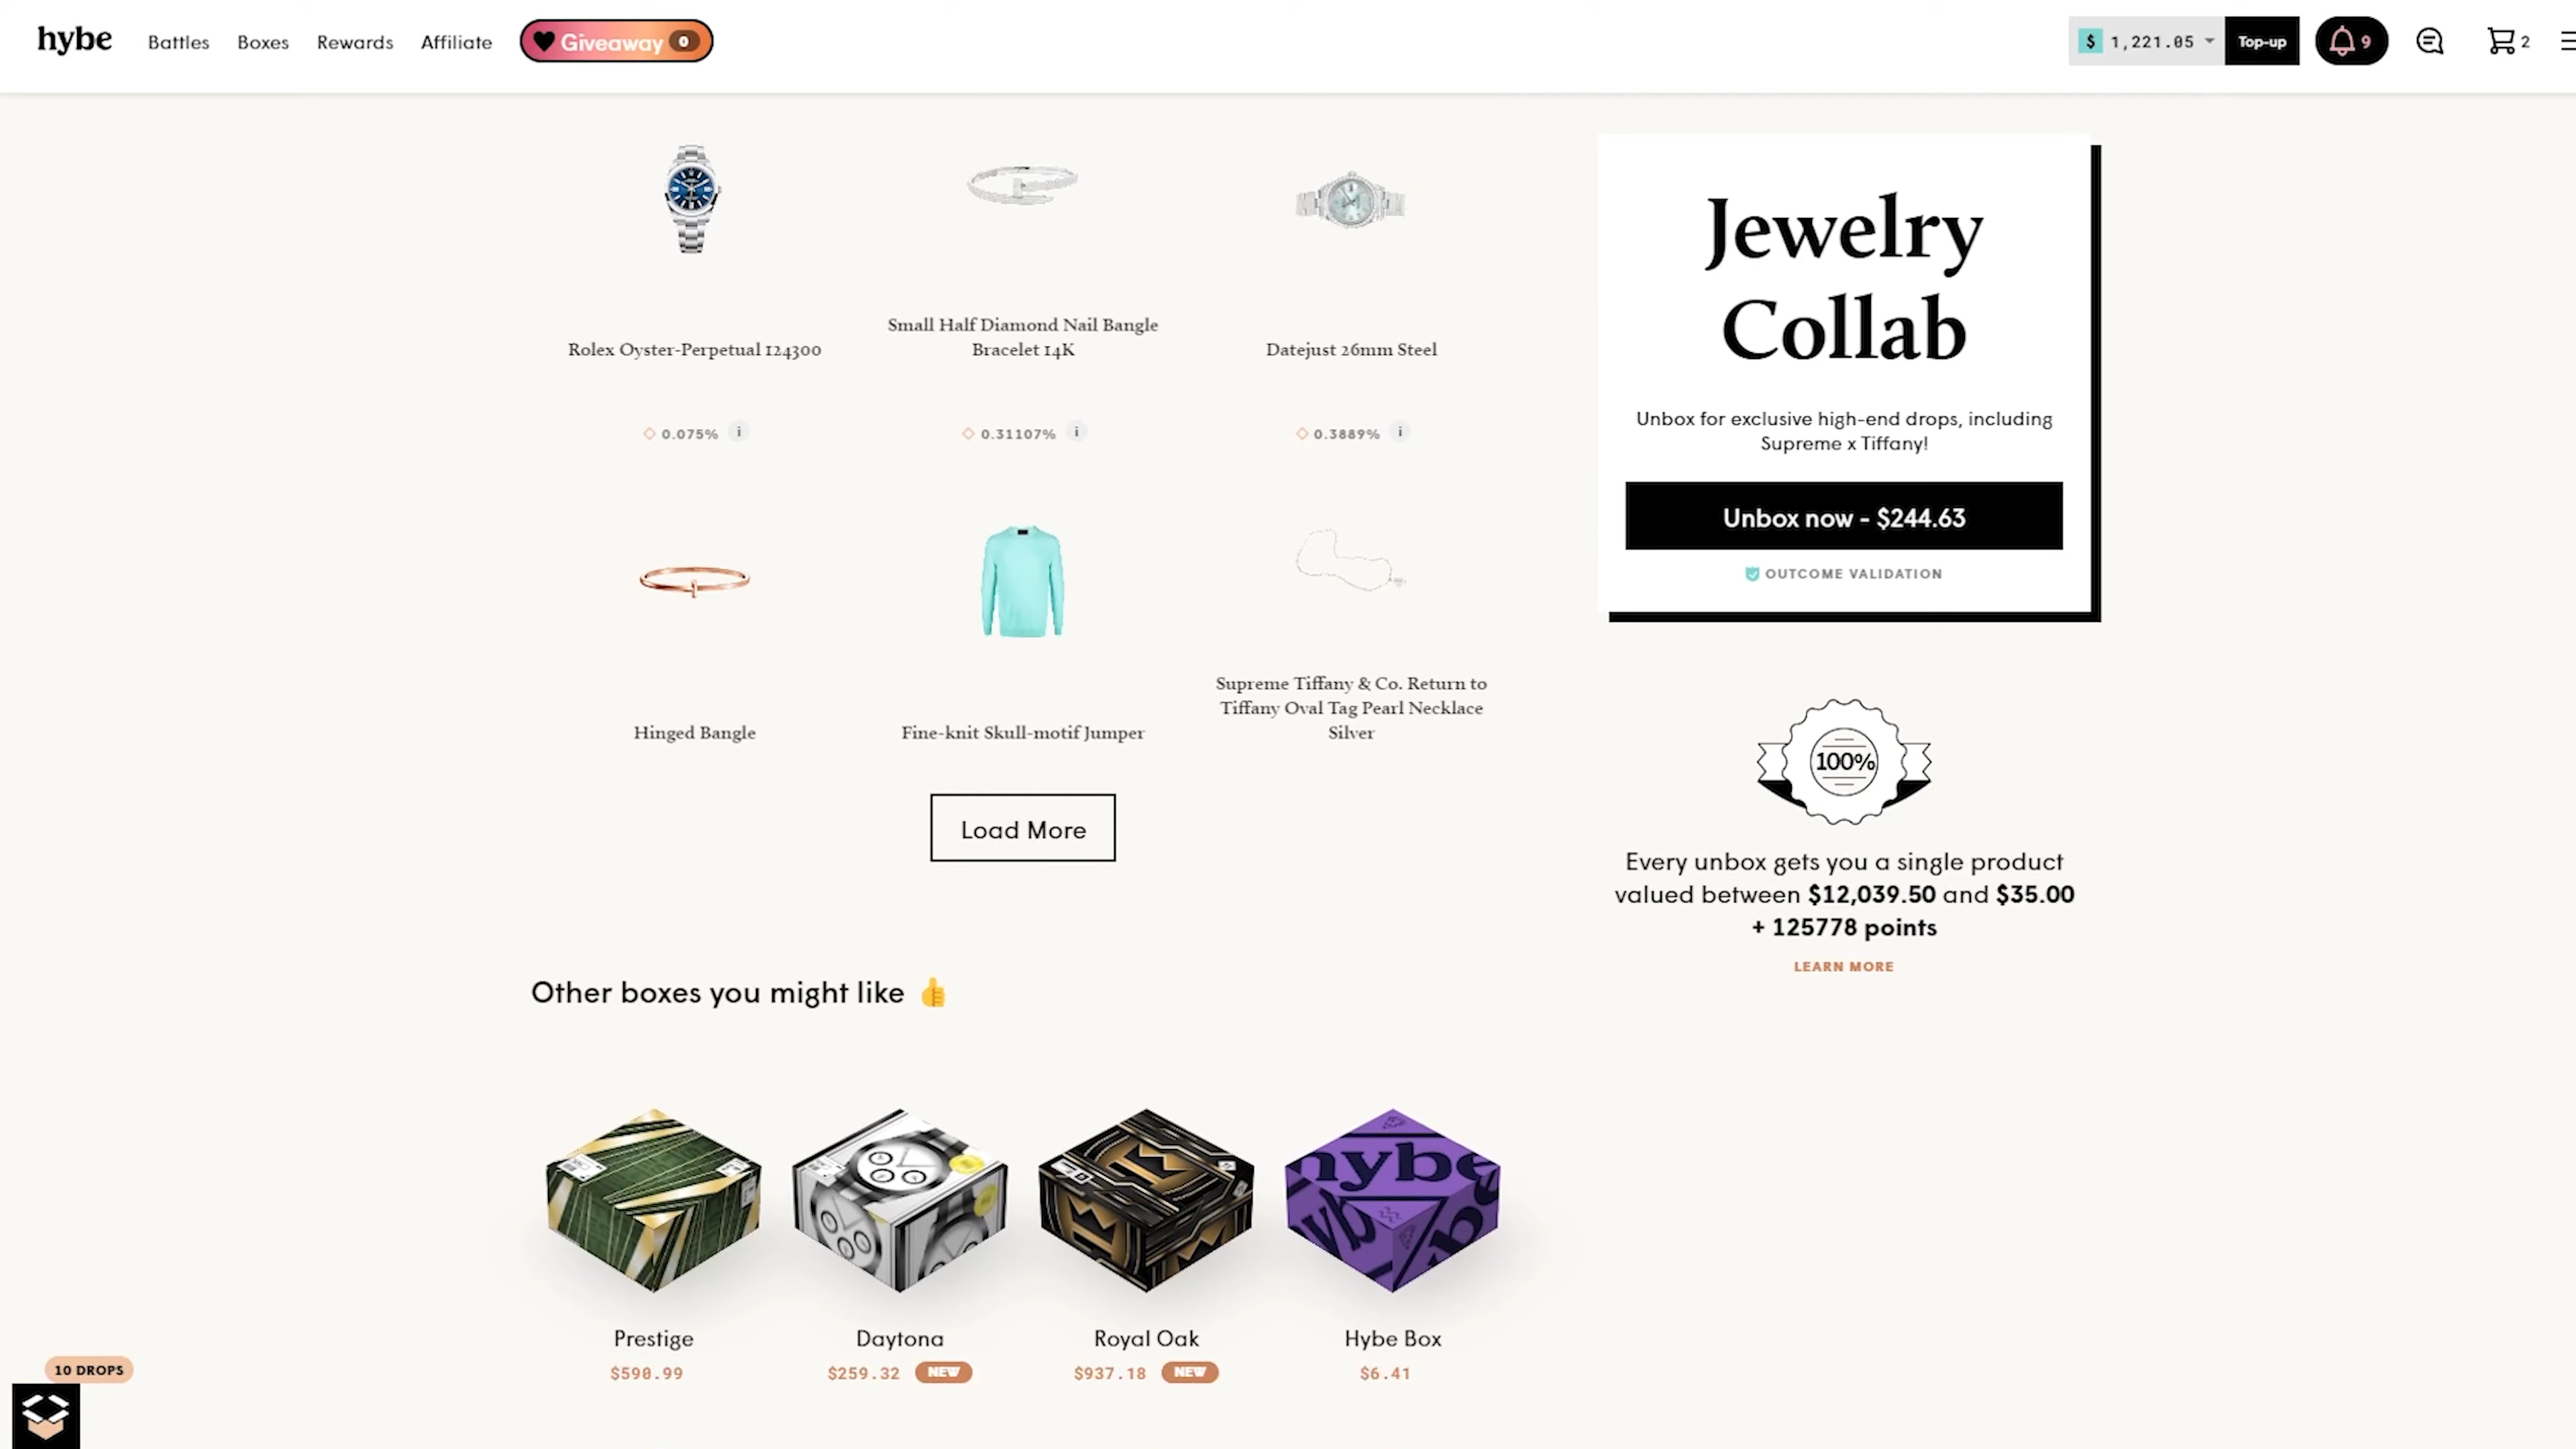 hybe
Battles
Boxes
Rewards
Affiliate
Giveaway 0
$ 1,221.05
Top-up
9
2
Rolex Oyster-Perpetual 124300
Small Half Diamond Nail Bangle
Bracelet 14K
Datejust 26mm Steel
0.075% i
0.31107% i
0.3889% i
Hinged Bangle
Fine-knit Skull-motif Jumper
Supreme Tiffany & Co. Return to
Tiffany Oval Tag Pearl Necklace
Silver
Load More
Jewelry
Collab
Unbox for exclusive high-end drops, including
Supreme x Tiffany!
Unbox now - $244.63
OUTCOME VALIDATION
100%
Every unbox gets you a single product
valued between $12,039.50 and $35.00
+ 125778 points
LEARN MORE
Other boxes you might like
hybe
Prestige
$590.99
Daytona
$259.32 NEW
Royal Oak
$937.18 NEW
Hybe Box
$6.41
10 DROPS